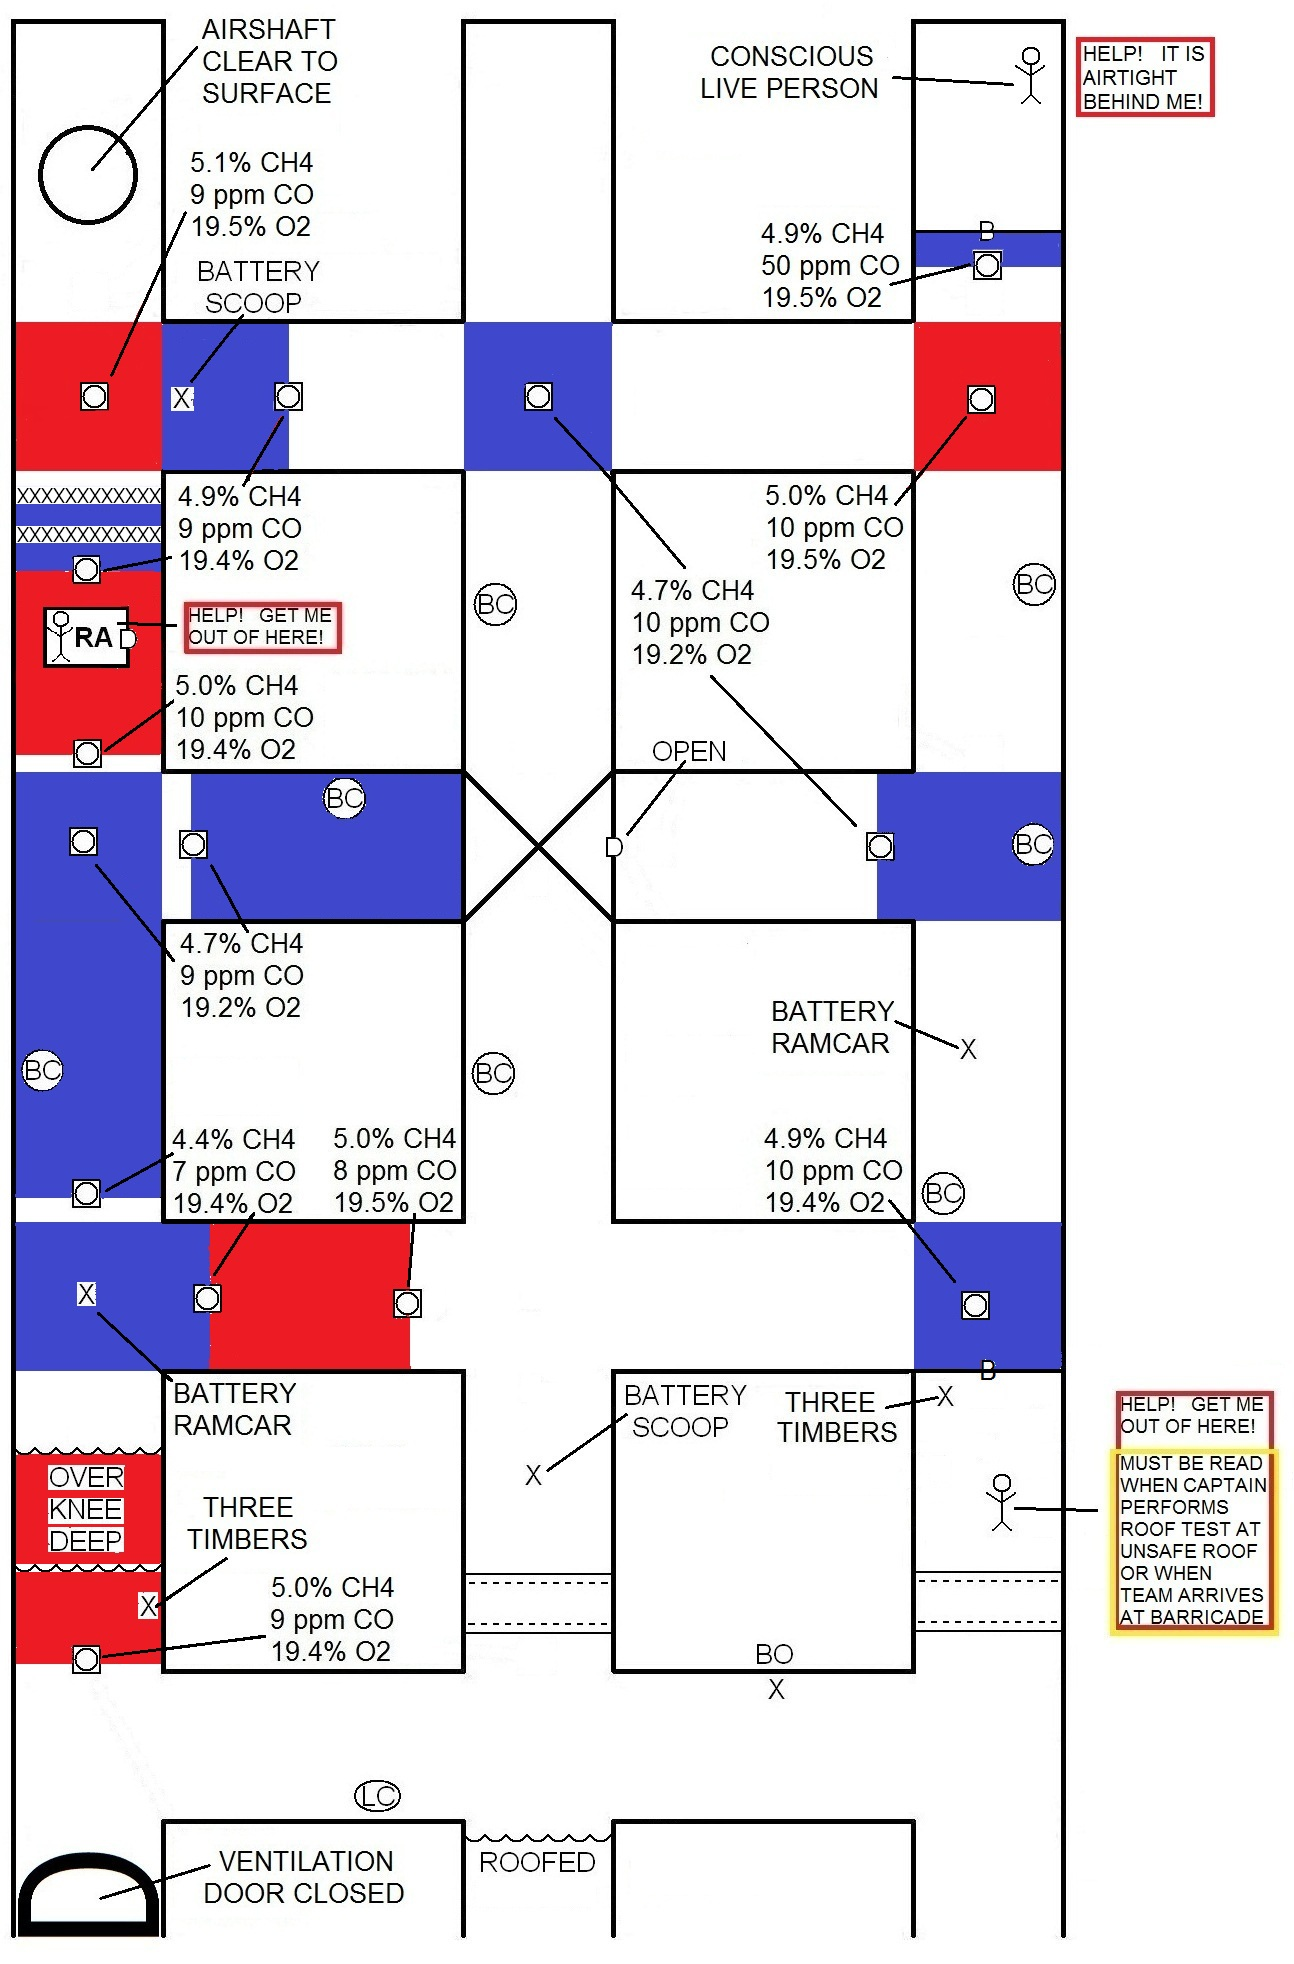 AIRSHAFT
CLEAR TO
SURFACE
CONSCIOUS
LIVE PERSON
HELP! IT IS
AIRTIGHT
BEHIND ME!
5.1% CH4
9 ppm CO
19.5% O2
BATTERY
SCOOP
B
4.9% CH4
50 ppm CO
19.5% O2
X
XXXXXXXXXXXX
XXXXXXXXXXXX
4.9% CH4
9 ppm CO
19.4% O2
5.0% CH4
10 ppm CO
19.5% O2
BC
BC
4.7% CH4
10 ppm CO
19.2% O2
RA
HELP! GET ME
OUT OF HERE!
5.0% CH4
10 ppm CO
19.4% O2
OPEN
BC
BC
4.7% CH4
9 ppm CO
19.2% O2
BATTERY
RAMCAR
X
BC
BC
4.4% CH4
7 ppm CO
19.4% O2
5.0% CH4
8 ppm CO
19.5% O2
4.9% CH4
10 ppm CO
19.4% O2
BC
X
B
BATTERY
RAMCAR
BATTERY
SCOOP
THREE
TIMBERS
X
X
HELP! GET ME
OUT OF HERE!
MUST BE READ
WHEN CAPTAIN
PERFORMS
ROOF TEST AT
UNSAFE ROOF
OR WHEN
TEAM ARRIVES
AT BARRICADE
OVER
KNEE
DEEP
THREE
TIMBERS
X
5.0% CH4
9 ppm CO
19.4% O2
BO
X
LC
VENTILATION
DOOR CLOSED
ROOFED